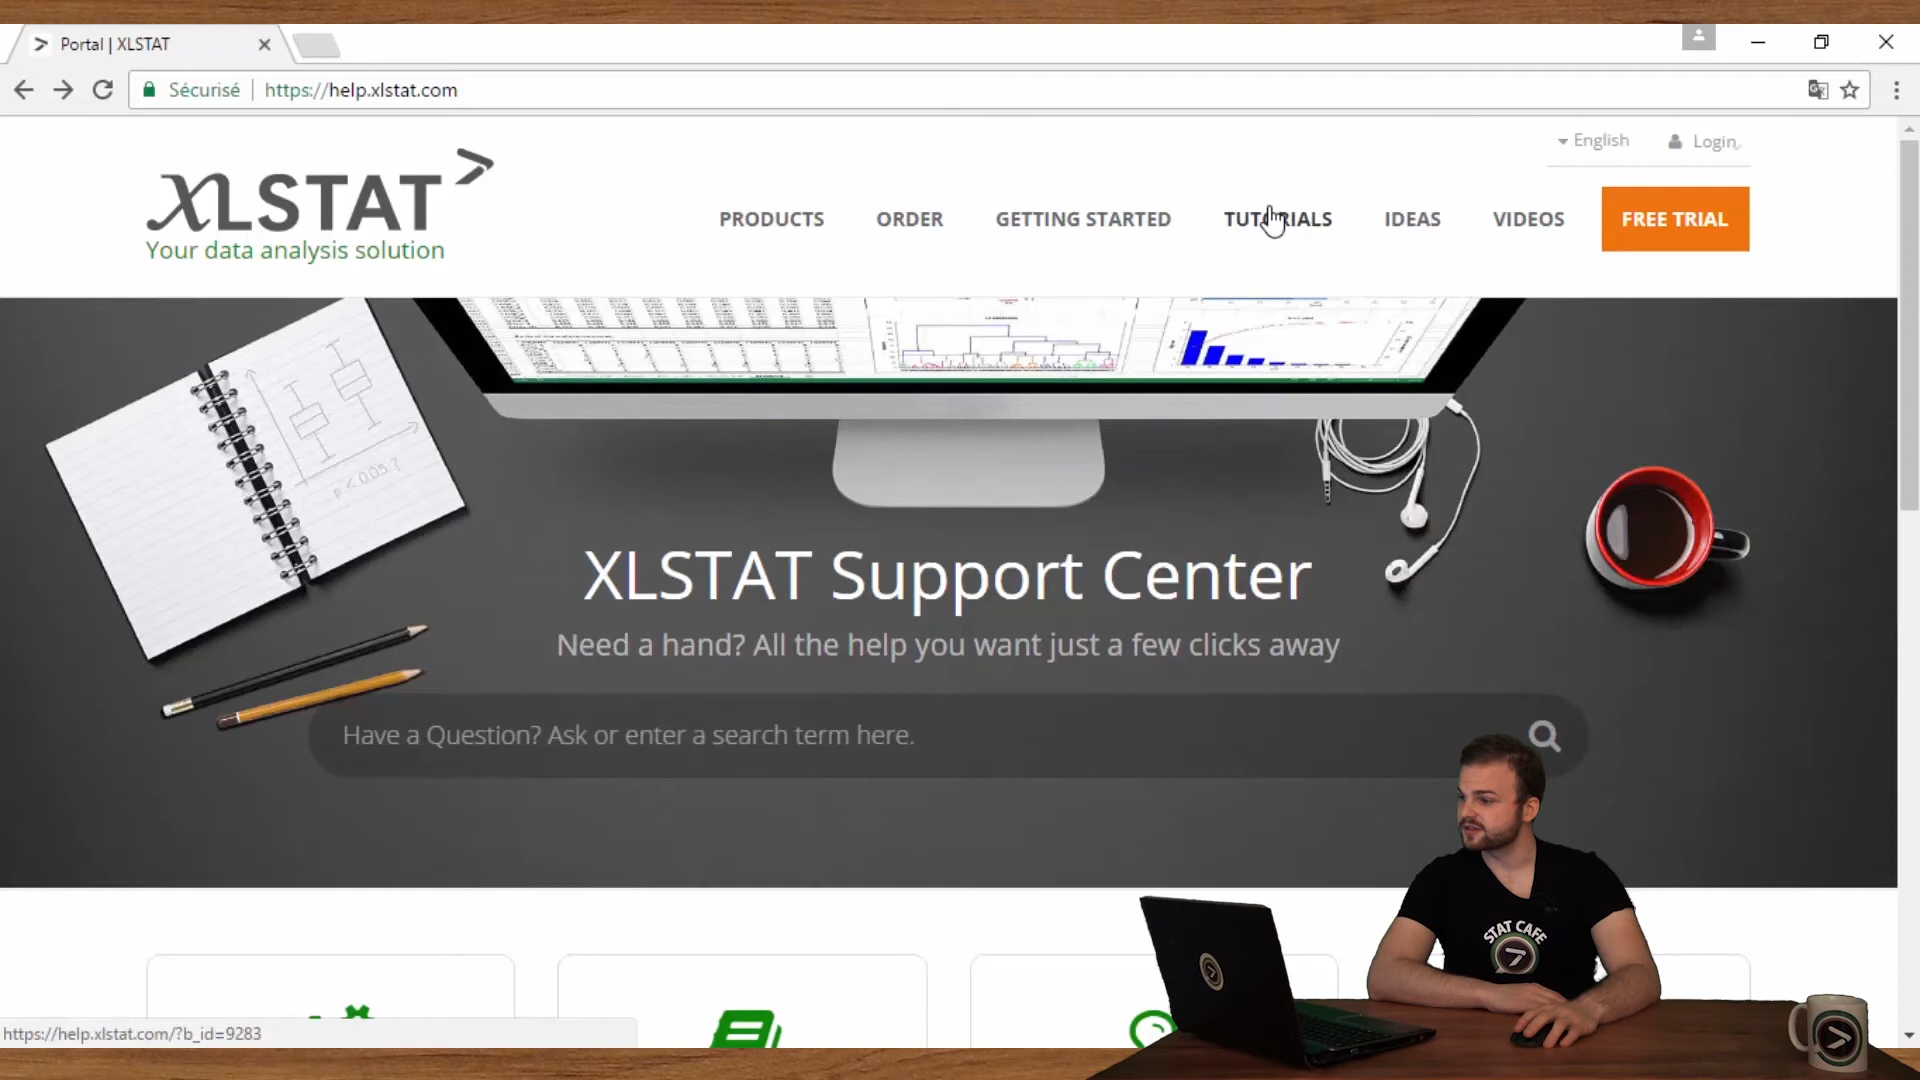 Portal | XLSTAT
Sécurisé
https://help.xlstat.com
English
Login
XLSTAT
Your data analysis solution
PRODUCTS
ORDER
GETTING STARTED
TUTORIALS
IDEAS
VIDEOS
FREE TRIAL
p < 0.05 ?
XLSTAT Support Center
Need a hand? All the help you want just a few clicks away
Have a Question? Ask or enter a search term here.
STAT CAFE
https://help.xlstat.com/?b_id=9283